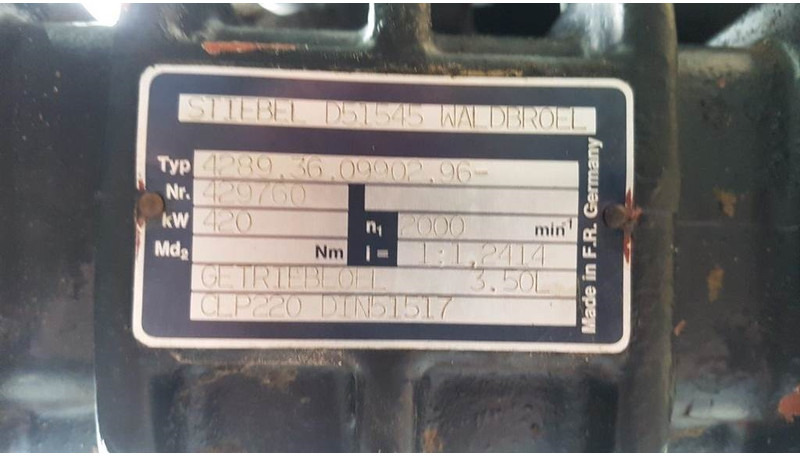 STIEBEL D51545 WALDBROEL
Typ 4289.36.09902.96-
Nr. 429760
kW 420 n1 2000 min-1
Md2 Nm I = 1:1,2414
GETRIEBEOEL 3.50L
CLP220 DIN51517
Made in F.R. Germany